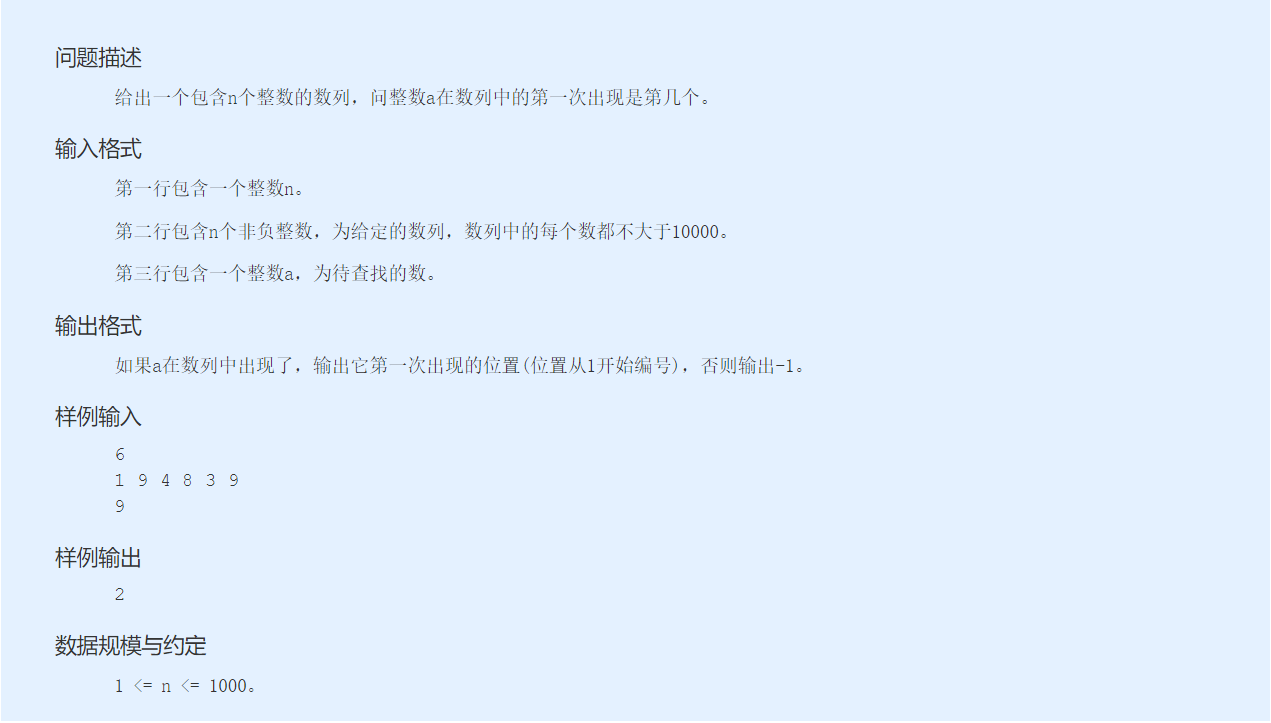 问题描述
给出一个包含n个整数的数列，问整数a在数列中的第一次出现是第几个。
输入格式
第一行包含一个整数n。
第二行包含n个非负整数，为给定的数列，数列中的每个数都不大于10000。
第三行包含一个整数a，为待查找的数。
输出格式
如果a在数列中出现了，输出它第一次出现的位置(位置从1开始编号)，否则输出-1。
样例输入
6
1 9 4 8 3 9
9
样例输出
2
数据规模与约定
1 <= n <= 1000。